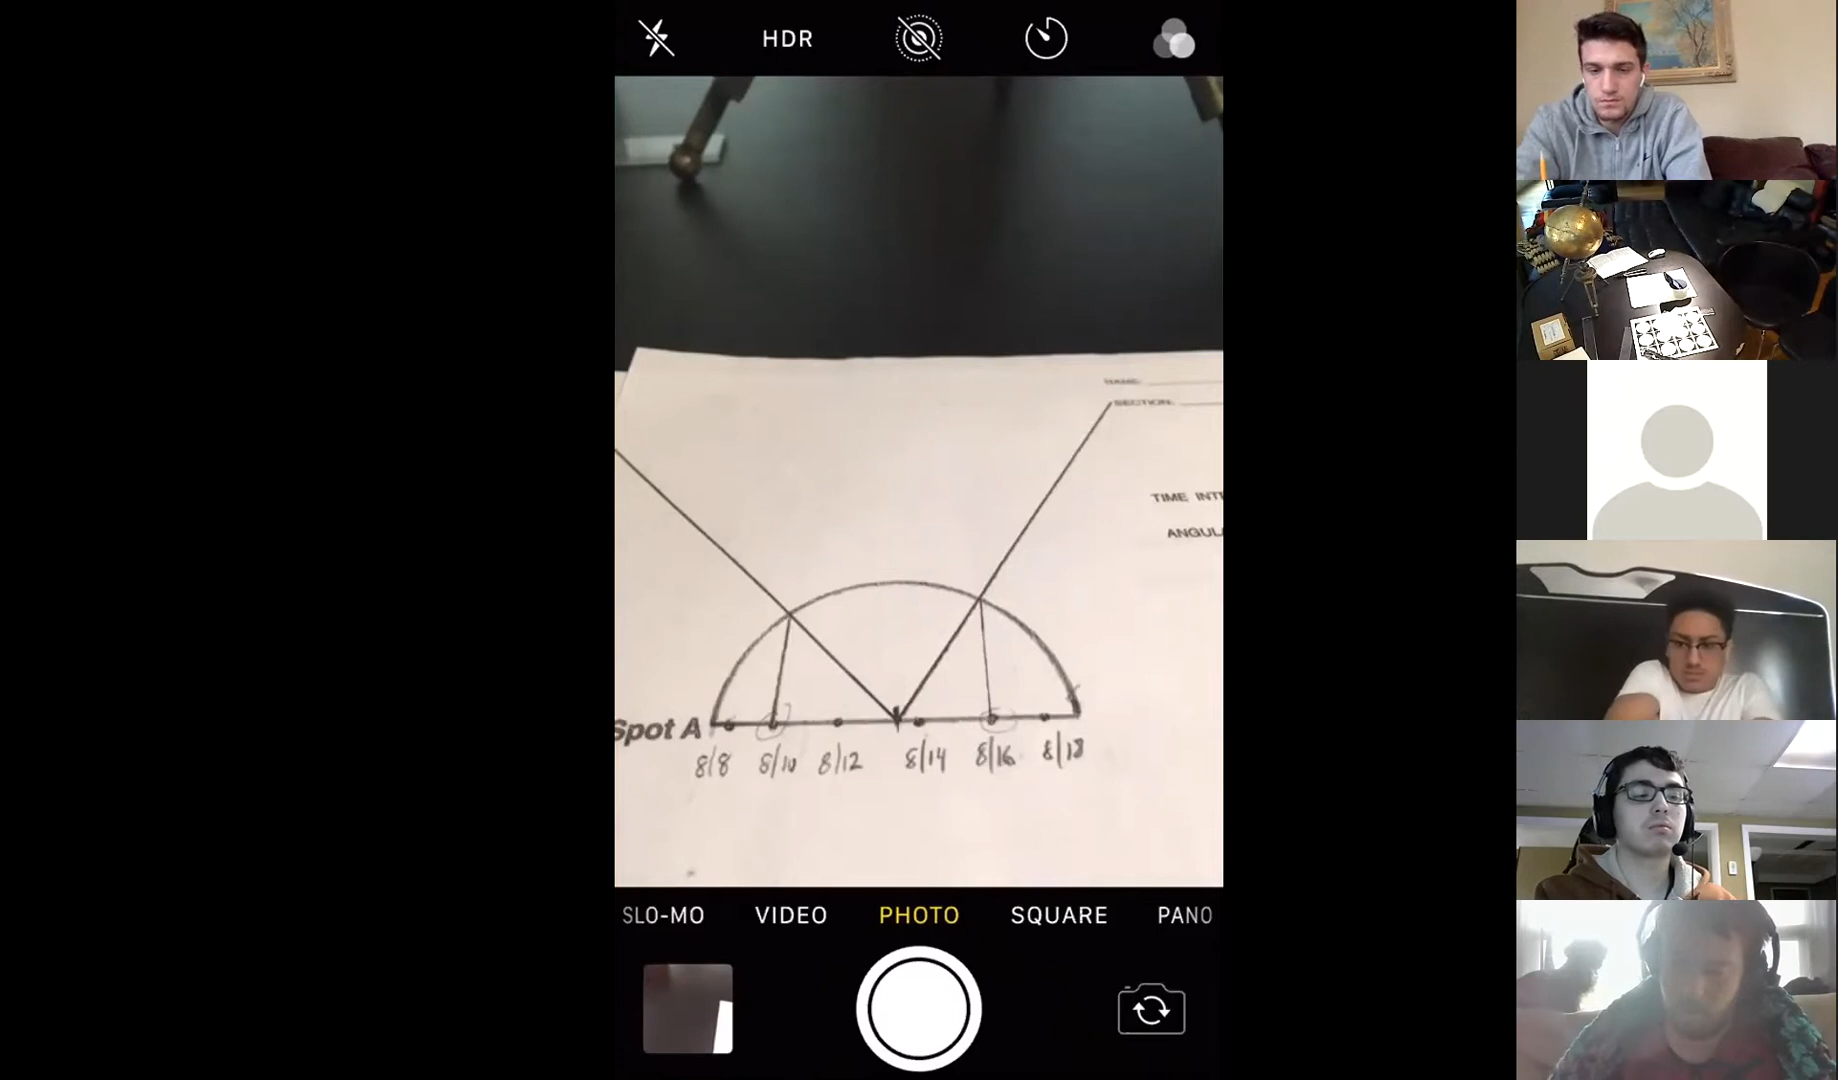 HDR
NAME:
SECTION:
TIME INT
ANGUL
Spot A
8/8 8/10 8/12 8/14 8/16 8/18
SLO-MO VIDEO PHOTO SQUARE PANO